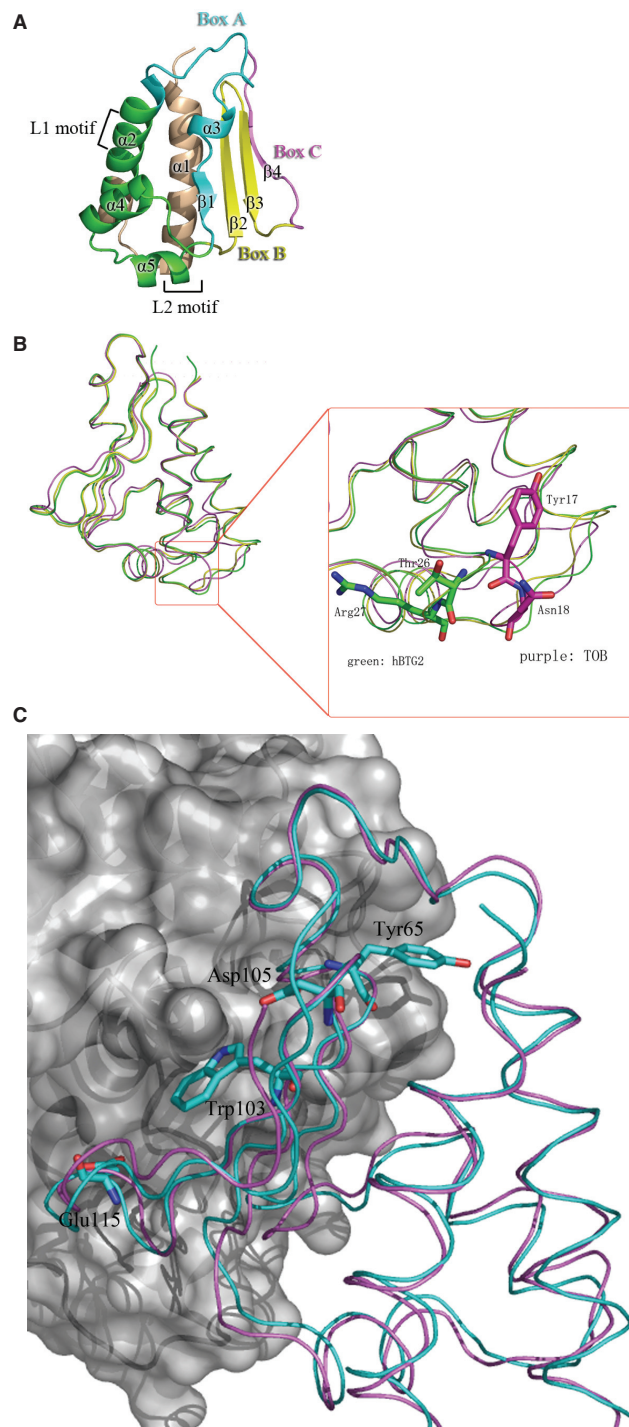 A
Box A
L1 motif
α2
α3
α1
Box C
β4
α4
β1
β3
β2
Box B
α5
L2 motif
B
Tyr17
Thr26
Arg27
Asn18
green: hBTG2
purple: TOB
C
Tyr65
Asp105
Trp103
Glu115